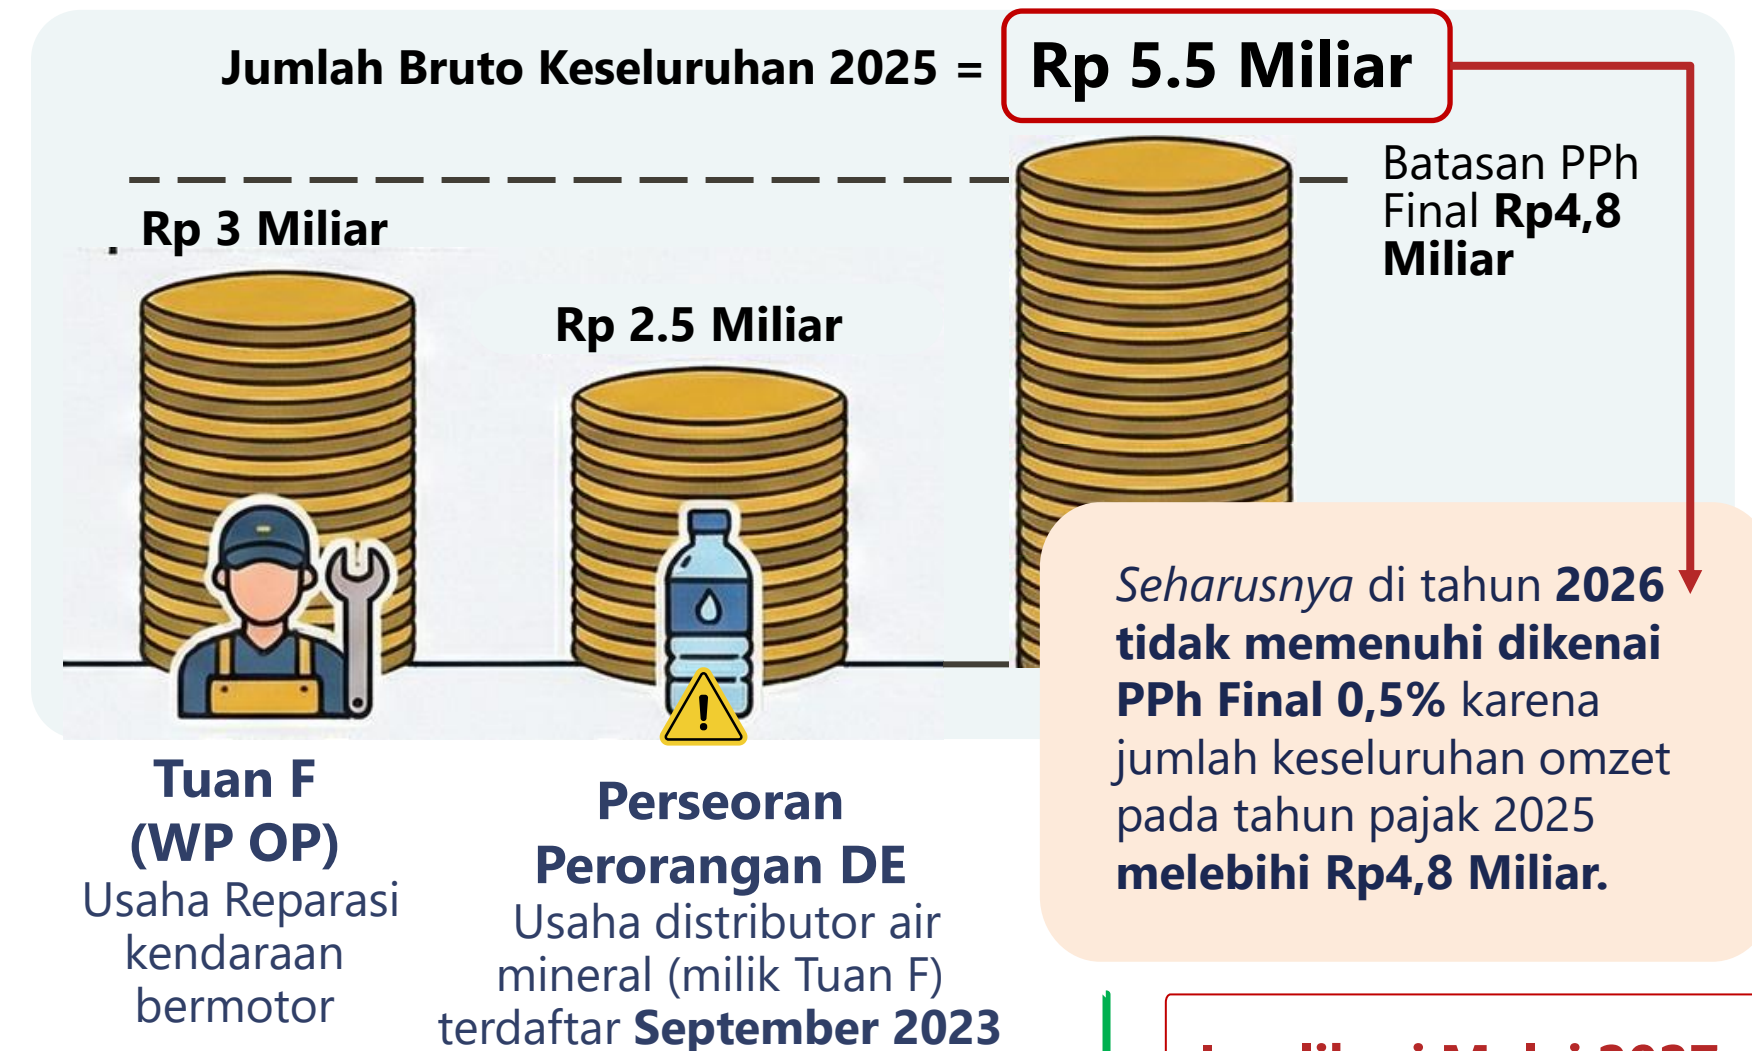 Jumlah Bruto Keseluruhan 2025 = Rp 5.5 Miliar
Batasan PPh
Final Rp4,8
Miliar
Rp 3 Miliar
Rp 2.5 Miliar
Tuan F
(WP OP)
Usaha Reparasi
kendaraan
bermotor
Perseoran
Perorangan DE
Usaha distributor air
mineral (milik Tuan F)
terdaftar September 2023
Seharusnya di tahun 2026
tidak memenuhi dikenai
PPh Final 0,5% karena
jumlah keseluruhan omzet
pada tahun pajak 2025
melebihi Rp4,8 Miliar.